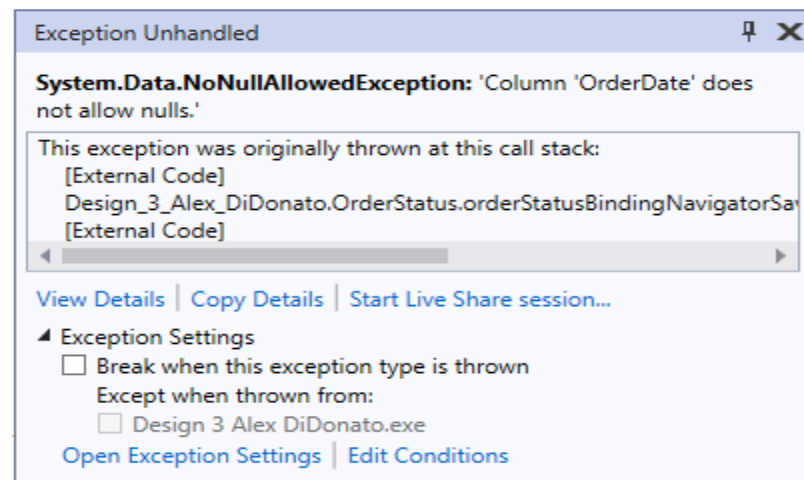 Exception Unhandled
System.Data.NoNullAllowedException: 'Column 'OrderDate' does
not allow nulls.'
This exception was originally thrown at this call stack:
[External Code]
Design_3_Alex_DiDonato.OrderStatus.orderStatusBindingNavigatorSa
[External Code]
View Details | Copy Details | Start Live Share session...
Exception Settings
Break when this exception type is thrown
Except when thrown from:
Design 3 Alex DiDonato.exe
Open Exception Settings | Edit Conditions